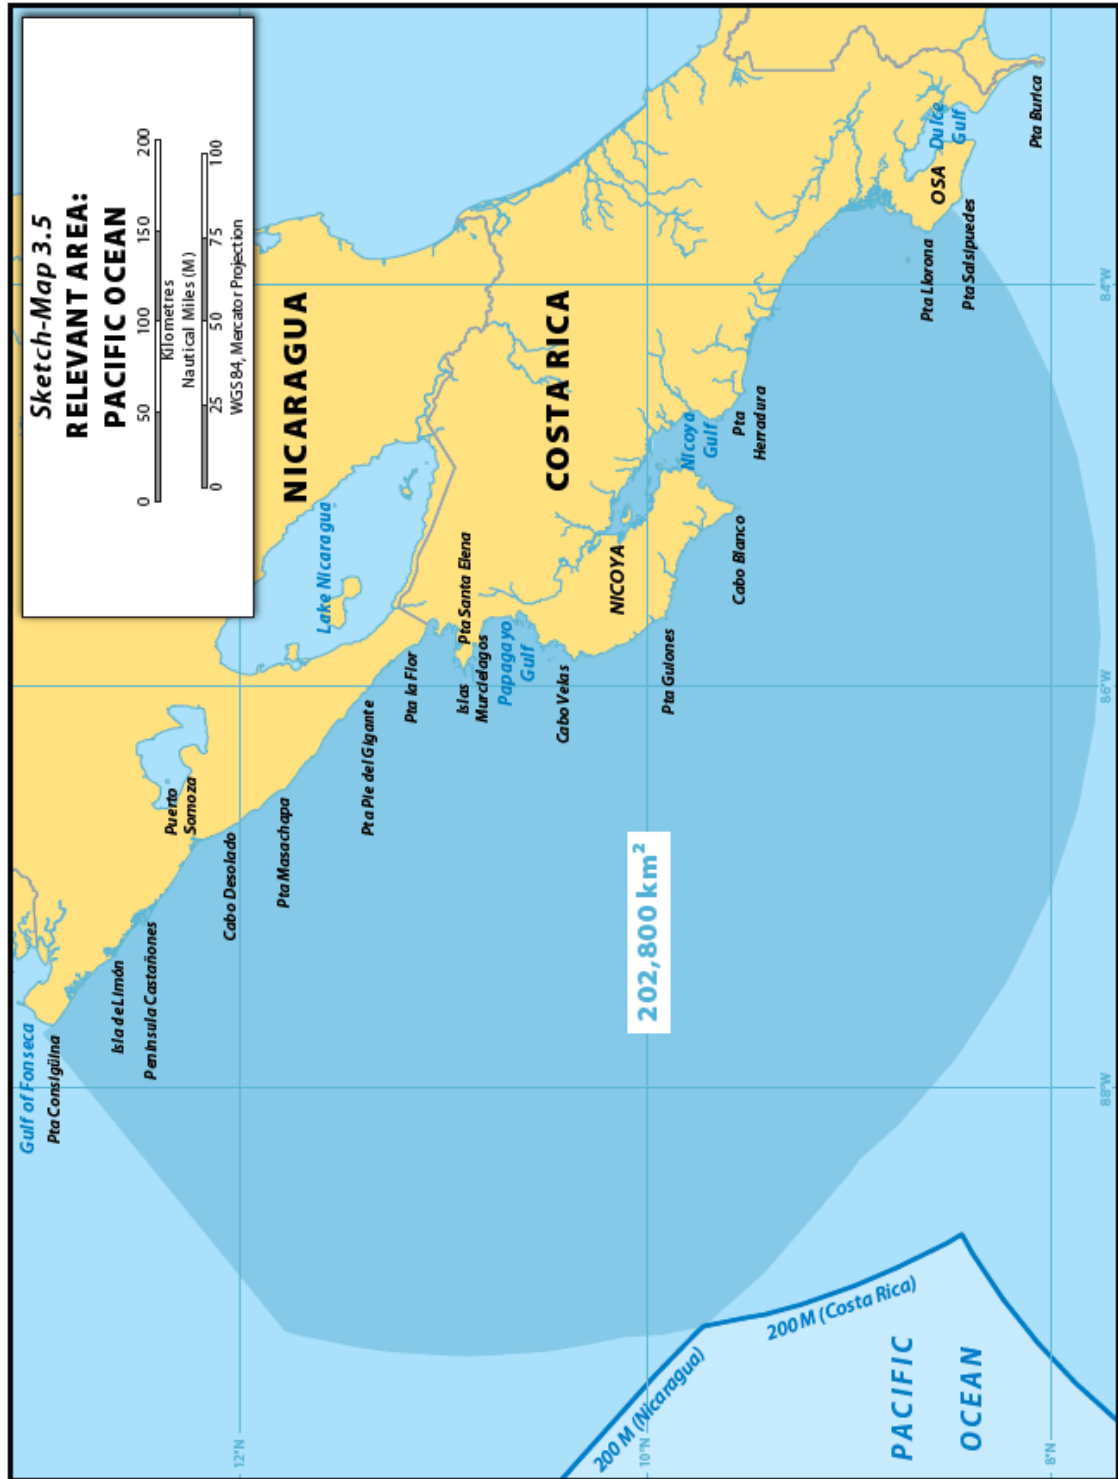 Sketch-Map 3.5
RELEVANT AREA:
PACIFIC OCEAN
0 50 100 150 200
Kilometres
Nautical Miles (M)
0 25 50 75 100
WGS84, Mercator Projection
NICARAGUA
Lake Nicaragua
COSTA RICA
Gulf of Fonseca
Pta Consigüina
Isla de Limón
Peninsula Castañones
Puerto
Somoza
Cabo Desolado
Pta Masachapa
Pta Pie del Gigante
Pta la Flor
Pta Santa Elena
Islas
Murcielagos
Papagayo
Gulf
Cabo Velas
NICOYA
Pta Guiones
Cabo Blanco
Nicoya
Gulf
Pta
Herradura
Pta Llorona
Pta Salsipuedes
OSA
Dulce
Gulf
Pta Burica
202,800 km²
200 M (Nicaragua)
200 M (Costa Rica)
PACIFIC
OCEAN
12°N
10°N
8°N
88°W
86°W
84°W